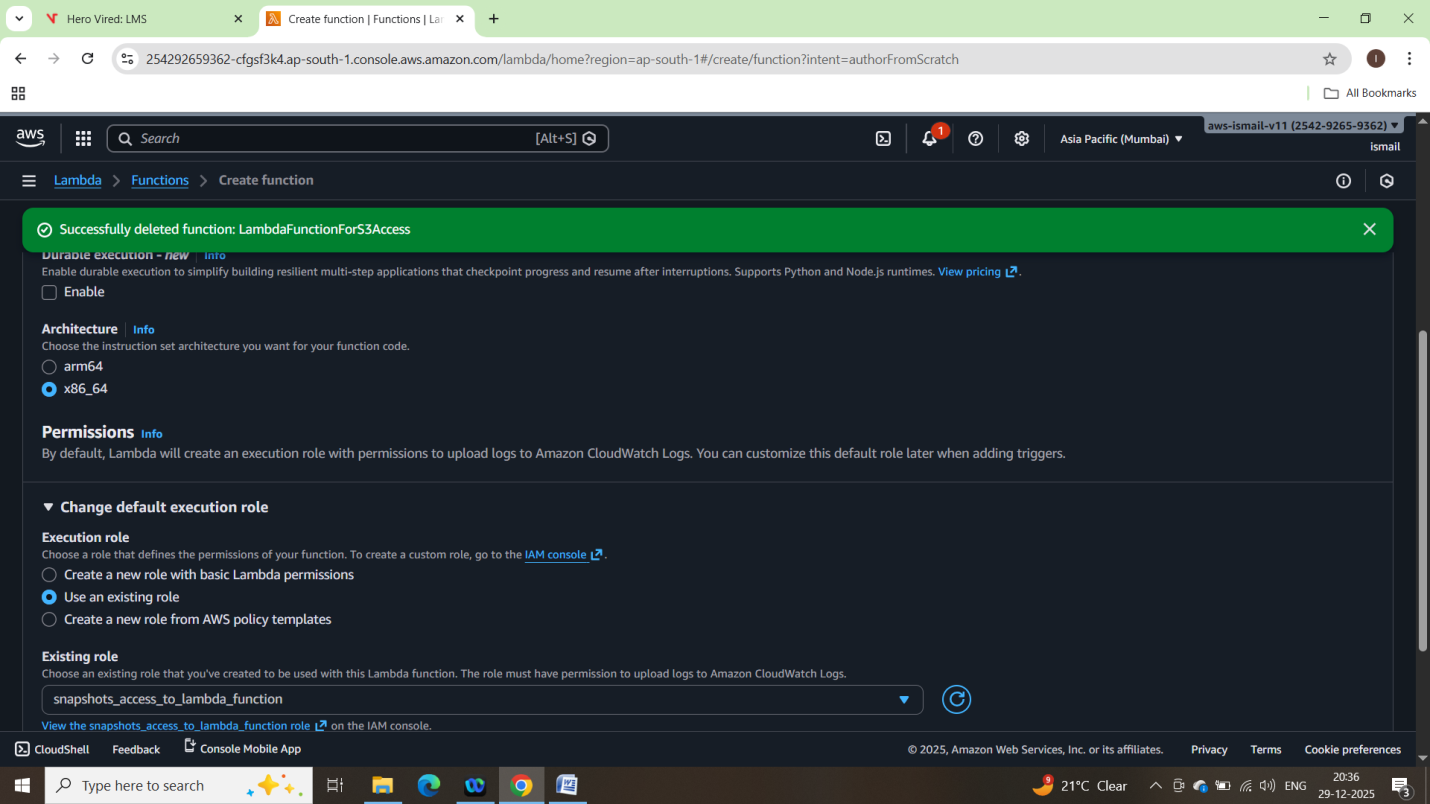 Hero Vired: LMS
Create function | Functions | La
254292659362-cfgsf3k4.ap-south-1.console.aws.amazon.com/lambda/home?region=ap-south-1#/create/function?intent=authorFromScratch
I
All Bookmarks
aws
Search
[Alt+S]
1
Asia Pacific (Mumbai)
aws-ismail-v11 (2542-9265-9362)
ismail
Lambda
Functions
Create function
Successfully deleted function: LambdaFunctionForS3Access
Durable execution - new Info
Enable durable execution to simplify building resilient multi-step applications that checkpoint progress and resume after interruptions. Supports Python and Node.js runtimes. View pricing .
Enable
Architecture Info
Choose the instruction set architecture you want for your function code.
arm64
x86_64
Permissions Info
By default, Lambda will create an execution role with permissions to upload logs to Amazon CloudWatch Logs. You can customize this default role later when adding triggers.
Change default execution role
Execution role
Choose a role that defines the permissions of your function. To create a custom role, go to the IAM console .
Create a new role with basic Lambda permissions
Use an existing role
Create a new role from AWS policy templates
Existing role
Choose an existing role that you've created to be used with this Lambda function. The role must have permission to upload logs to Amazon CloudWatch Logs.
snapshots_access_to_lambda_function
View the snapshots_access_to_lambda_function role on the IAM console.
CloudShell Feedback Console Mobile App
© 2025, Amazon Web Services, Inc. or its affiliates. Privacy Terms Cookie preferences
Type here to search
9
21°C Clear
ENG
20:36
29-12-2025
3